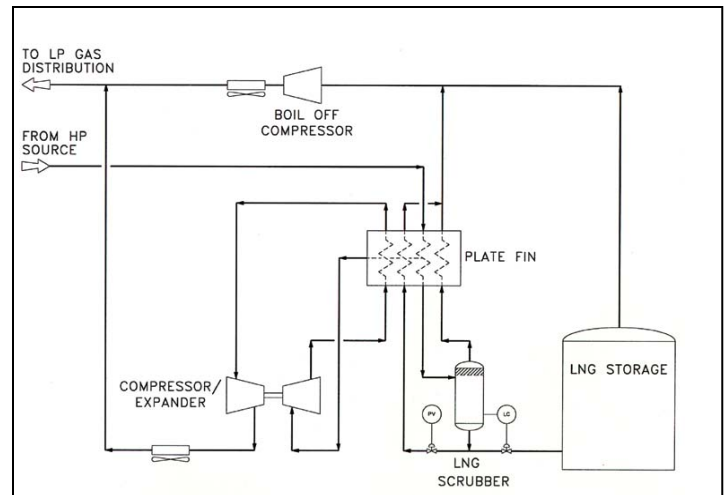 TO LP GAS
DISTRIBUTION
BOIL OFF
COMPRESSOR
FROM HP
SOURCE
PLATE FIN
LNG STORAGE
COMPRESSOR/
EXPANDER
PV
LC
LNG
SCRUBBER